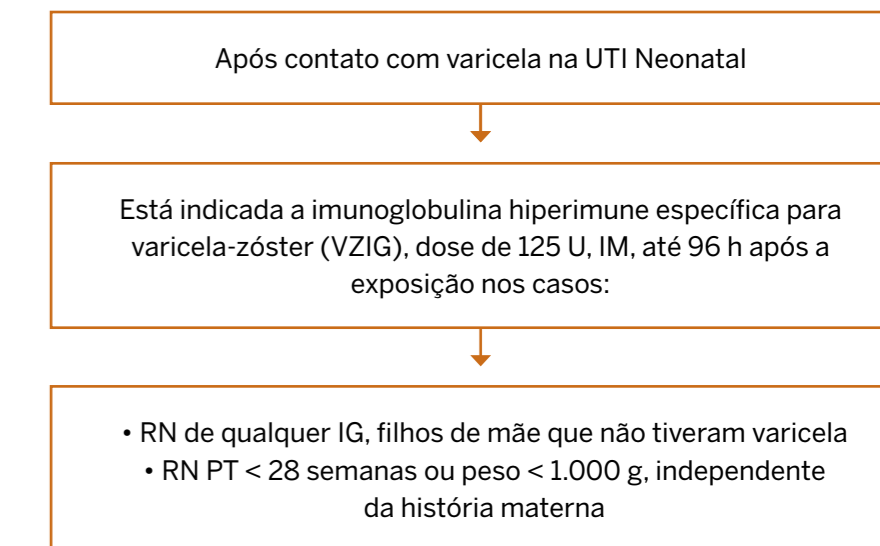 Após contato com varicela na UTI Neonatal
Está indicada a imunoglobulina hiperimune específica para
varicela-zóster (VZIG), dose de 125 U, IM, até 96 h após a
exposição nos casos:
• RN de qualquer IG, filhos de mãe que não tiveram varicela
• RN PT < 28 semanas ou peso < 1.000 g, independente
da história materna